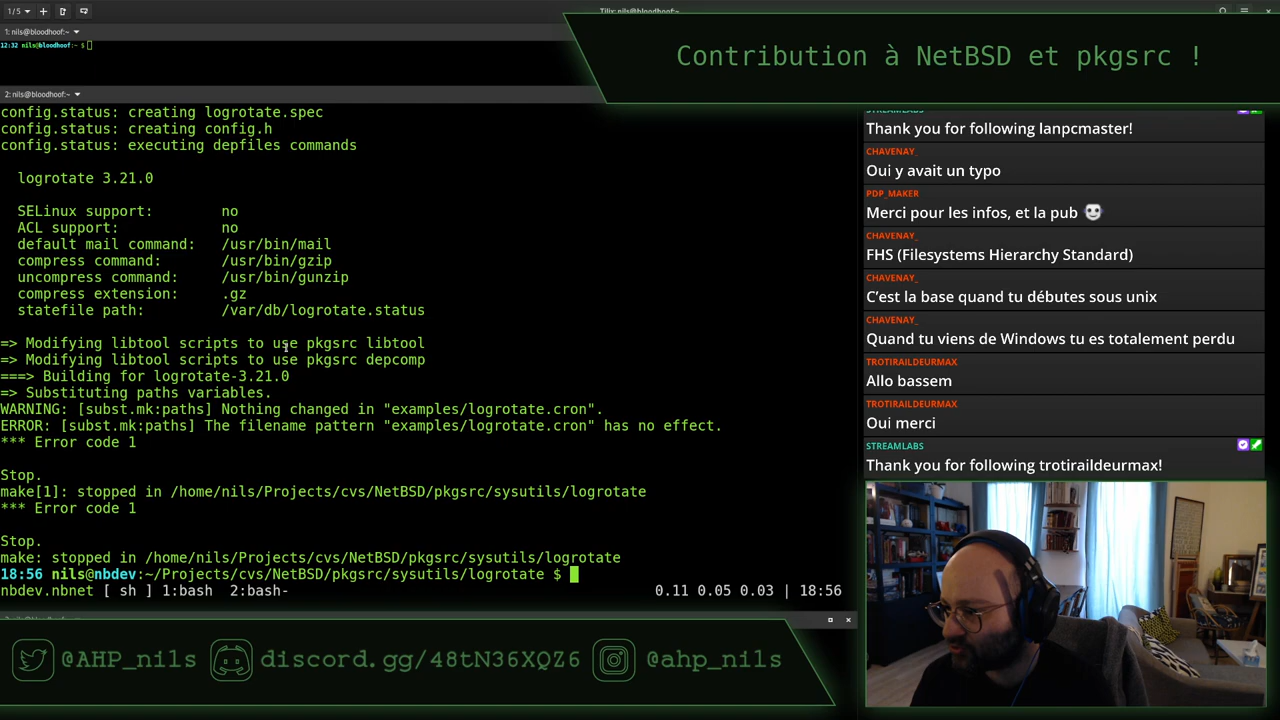 1/5
Tilix: nils@bloodhoof:~
1: nils@bloodhoof:~
12:32 nils@bloodhoof:~ $
Contribution à NetBSD et pkgsrc !
2: nils@bloodhoof:~
config.status: creating logrotate.spec
config.status: creating config.h
config.status: executing depfiles commands
logrotate 3.21.0
SELinux support: no
ACL support: no
default mail command: /usr/bin/mail
compress command: /usr/bin/gzip
uncompress command: /usr/bin/gunzip
compress extension: .gz
statefile path: /var/db/logrotate.status
=> Modifying libtool scripts to use pkgsrc libtool
=> Modifying libtool scripts to use pkgsrc depcomp
===> Building for logrotate-3.21.0
=> Substituting paths variables.
WARNING: [subst.mk:paths] Nothing changed in "examples/logrotate.cron".
ERROR: [subst.mk:paths] The filename pattern "examples/logrotate.cron" has no effect.
*** Error code 1
Stop.
make[1]: stopped in /home/nils/Projects/cvs/NetBSD/pkgsrc/sysutils/logrotate
*** Error code 1
Stop.
make: stopped in /home/nils/Projects/cvs/NetBSD/pkgsrc/sysutils/logrotate
18:56 nils@nbdev:~/Projects/cvs/NetBSD/pkgsrc/sysutils/logrotate $
nbdev.nbnet [ sh ] 1:bash 2:bash- 0.11 0.05 0.03 | 18:56
STREAMLABS
Thank you for following lanpcmaster!
CHAVENAY_
Oui y avait un typo
PDP_MAKER
Merci pour les infos, et la pub
CHAVENAY_
FHS (Filesystems Hierarchy Standard)
CHAVENAY_
C'est la base quand tu débutes sous unix
CHAVENAY_
Quand tu viens de Windows tu es totalement perdu
TROTIRAILDEURMAX
Allo bassem
TROTIRAILDEURMAX
Oui merci
STREAMLABS
Thank you for following trotiraildeurmax!
@AHP_nils
discord.gg/48tN36XQZ6
@ahp_nils